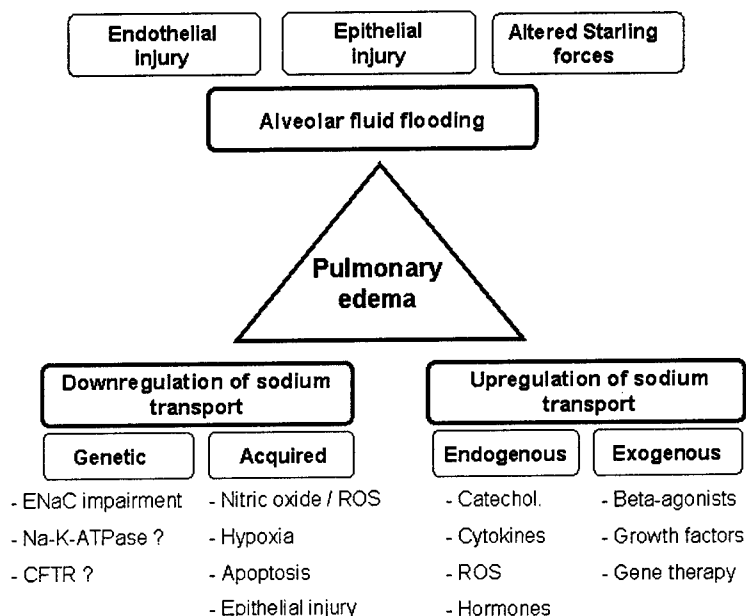 Endothelial
injury
Epithelial
injury
Altered Starling
forces
Alveolar fluid flooding
Pulmonary
edema
Downregulation of sodium
transport
Genetic
- ENaC impairment
- Na-K-ATPase ?
- CFTR ?
Acquired
- Nitric oxide / ROS
- Hypoxia
- Apoptosis
- Epithelial injury
Upregulation of sodium
transport
Endogenous
- Catechol.
- Cytokines
- ROS
- Hormones
Exogenous
- Beta-agonists
- Growth factors
- Gene therapy